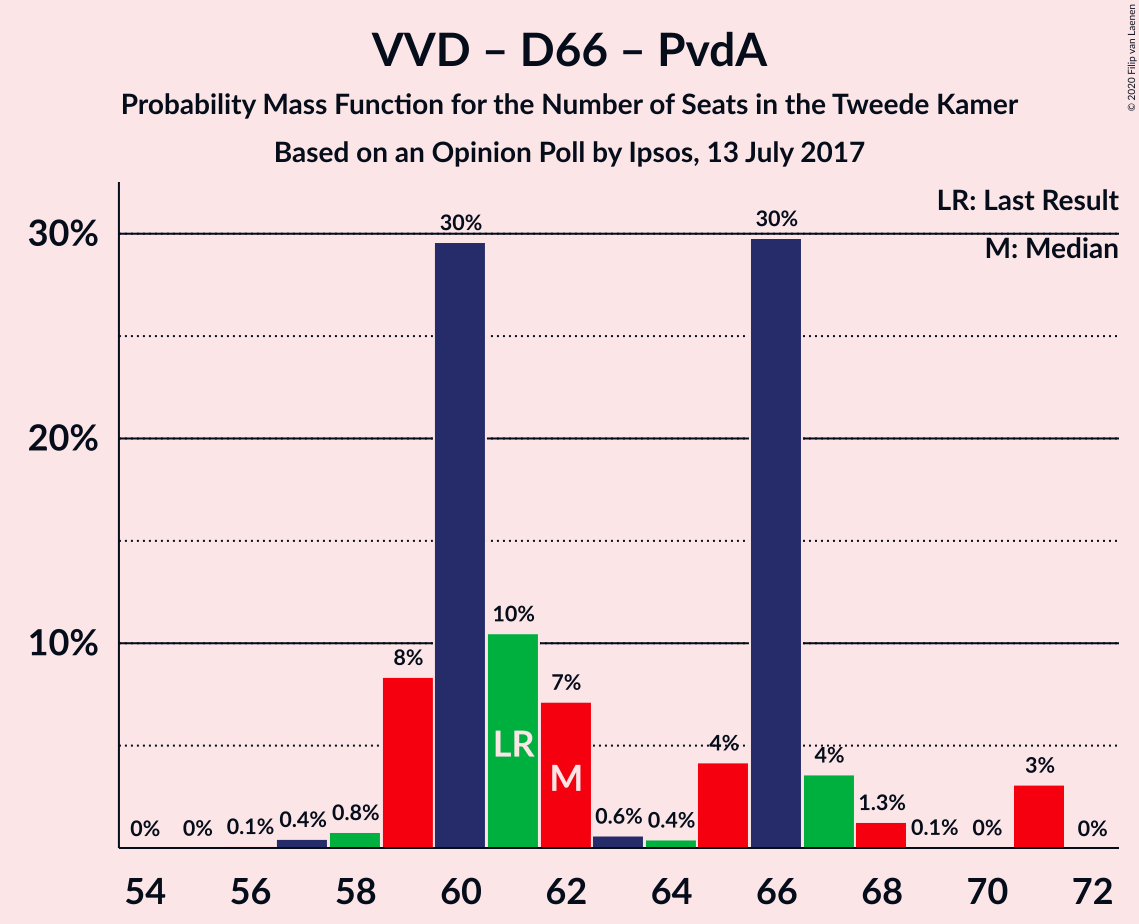 VVD – D66 – PvdA
Probability Mass Function for the Number of Seats in the Tweede Kamer
Based on an Opinion Poll by Ipsos, 13 July 2017
© 2020 Filip van Laenen
LR: Last Result
M: Median
30%
20%
10%
0%
0%
0.1%
0.4%
0.8%
8%
30%
10%
7%
0.6%
0.4%
4%
30%
4%
1.3%
0.1%
0%
3%
0%
LR
M
54 56 58 60 62 64 66 68 70 72